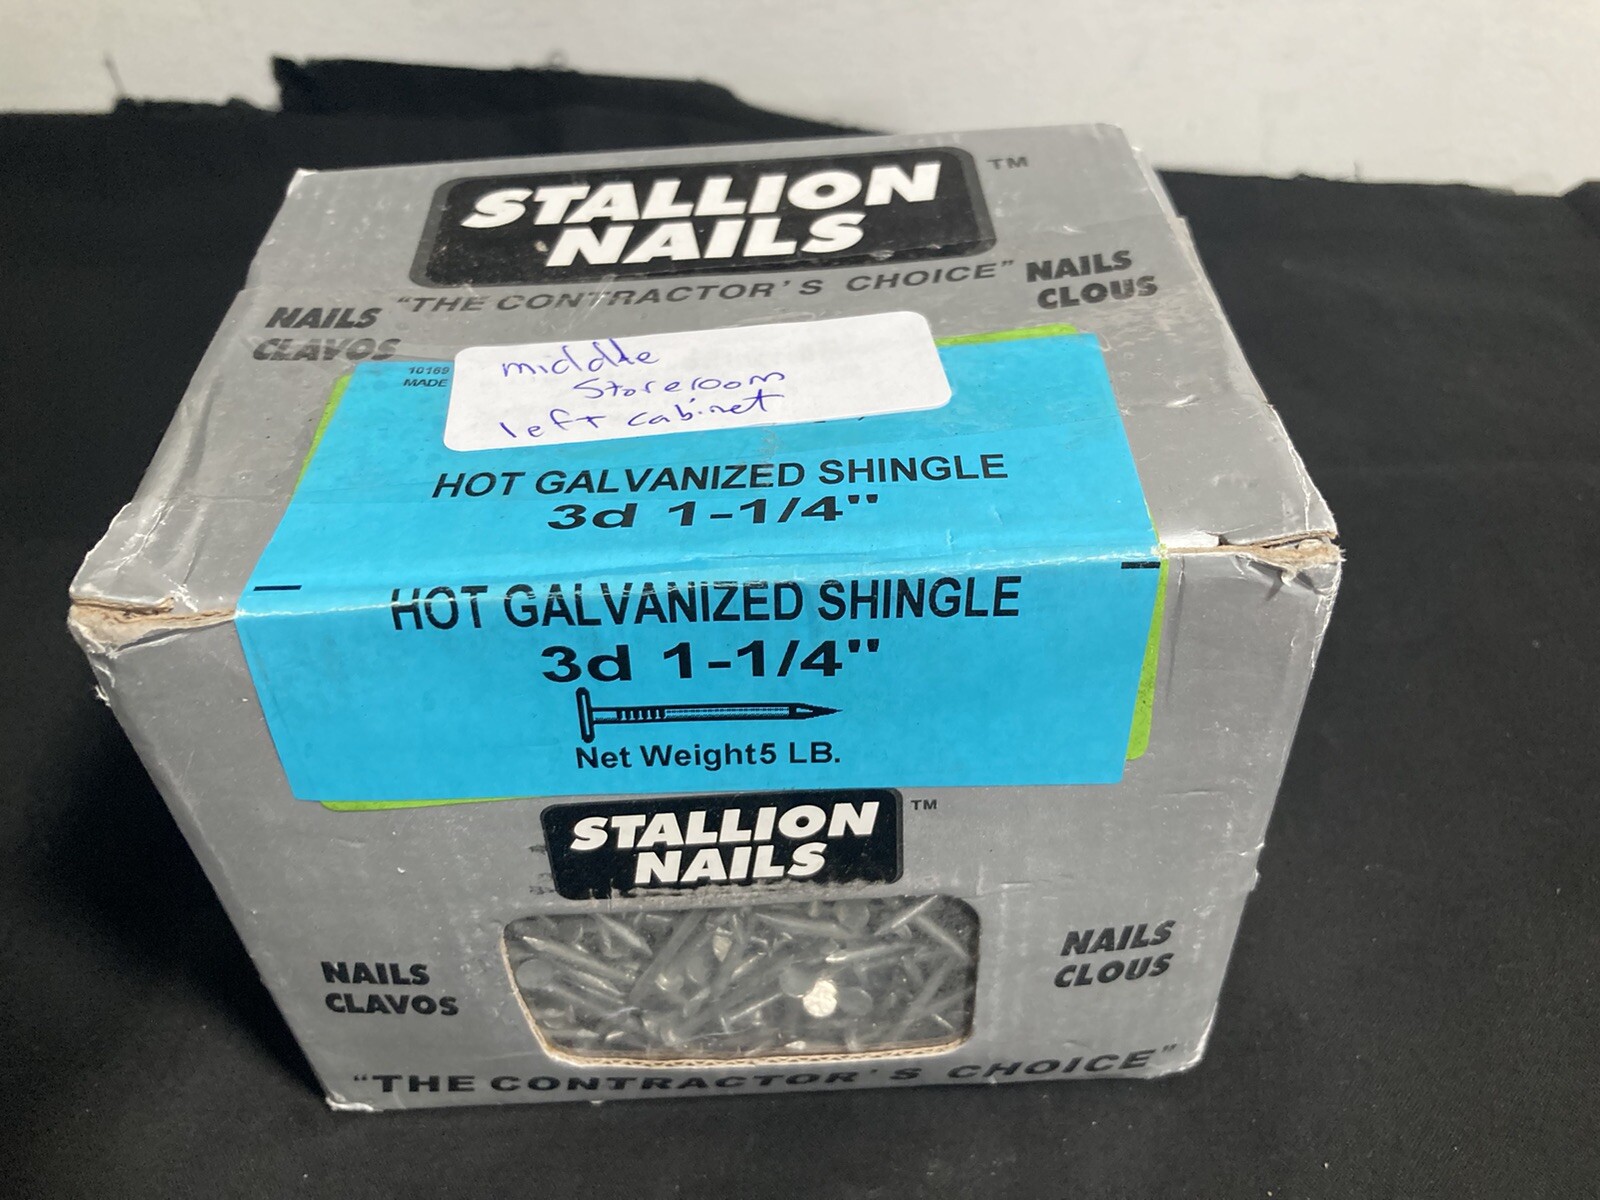 STALLION
NAILS
TM
"THE CONTRACTOR'S CHOICE"
NAILS
CLOUS
NAILS
CLAVOS
10169
MADE
middle
storeroom
left cabinet
HOT GALVANIZED SHINGLE
3d 1-1/4"
HOT GALVANIZED SHINGLE
3d 1-1/4"
Net Weight5 LB.
STALLION
NAILS
TM
NAILS
CLAVOS
NAILS
CLOUS
"THE CONTRACTOR'S CHOICE"